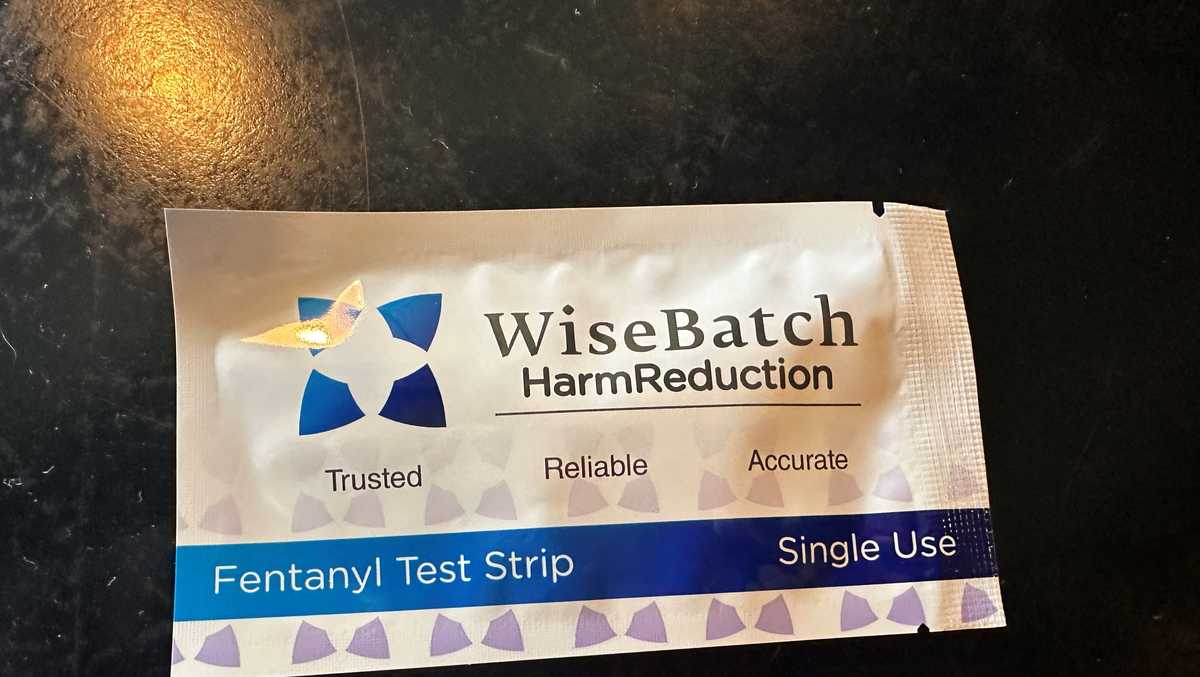 WiseBatch
HarmReduction
Trusted Reliable Accurate
Fentanyl Test Strip Single Use